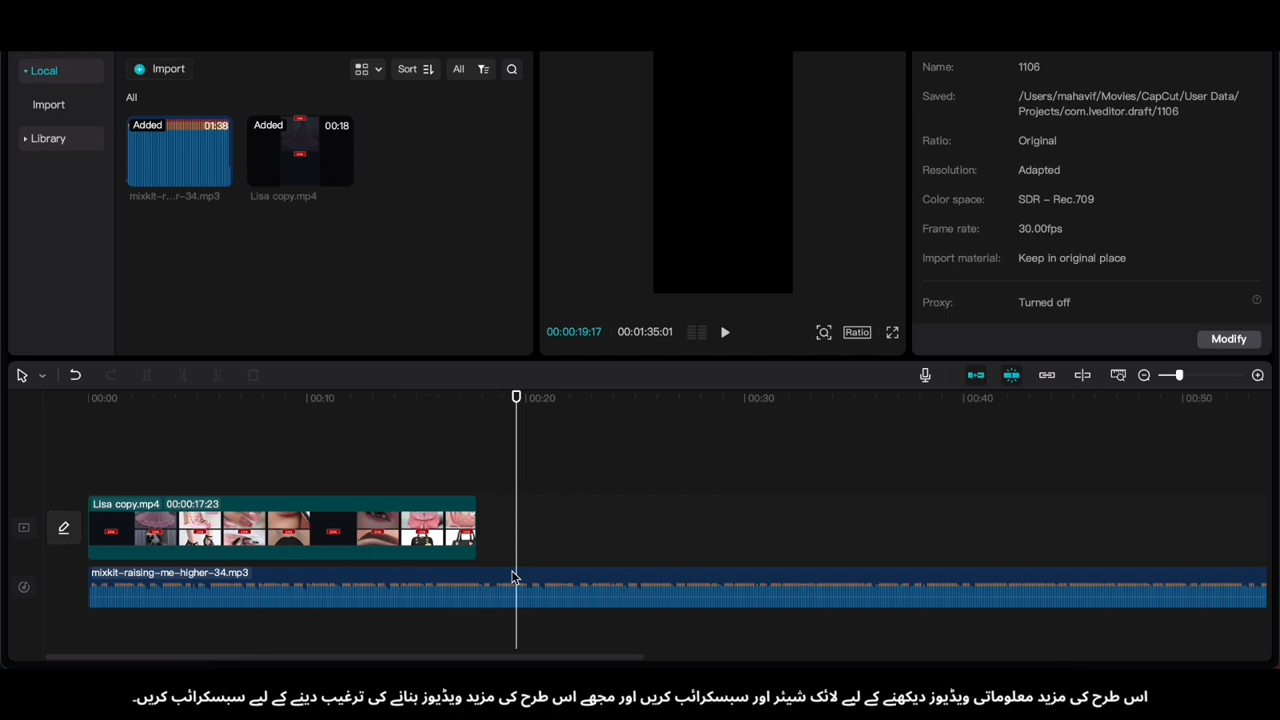 Local
Import
Library
Import
Sort
All
All
Added
01:38
mixkit-r...r-34.mp3
Added
00:18
Lisa copy.mp4
00:00:19:17
00:01:35:01
Ratio
Name: 1106
Saved: /Users/mahavif/Movies/CapCut/User Data/
Projects/com.lveditor.draft/1106
Ratio: Original
Resolution: Adapted
Color space: SDR – Rec.709
Frame rate: 30.00fps
Import material: Keep in original place
Proxy: Turned off
Modify
00:00
00:10
00:20
00:30
00:40
00:50
Lisa copy.mp4 00:00:17:23
mixkit-raising-me-higher-34.mp3
اس طرح کی مزید معلوماتی ویڈیوز دیکھنے کے لیے لائک شیئر اور سبسکرائب کریں اور مجھے اس طرح کی مزید ویڈیوز بنانے کی ترغیب دینے کے لیے سبسکرائب کریں۔